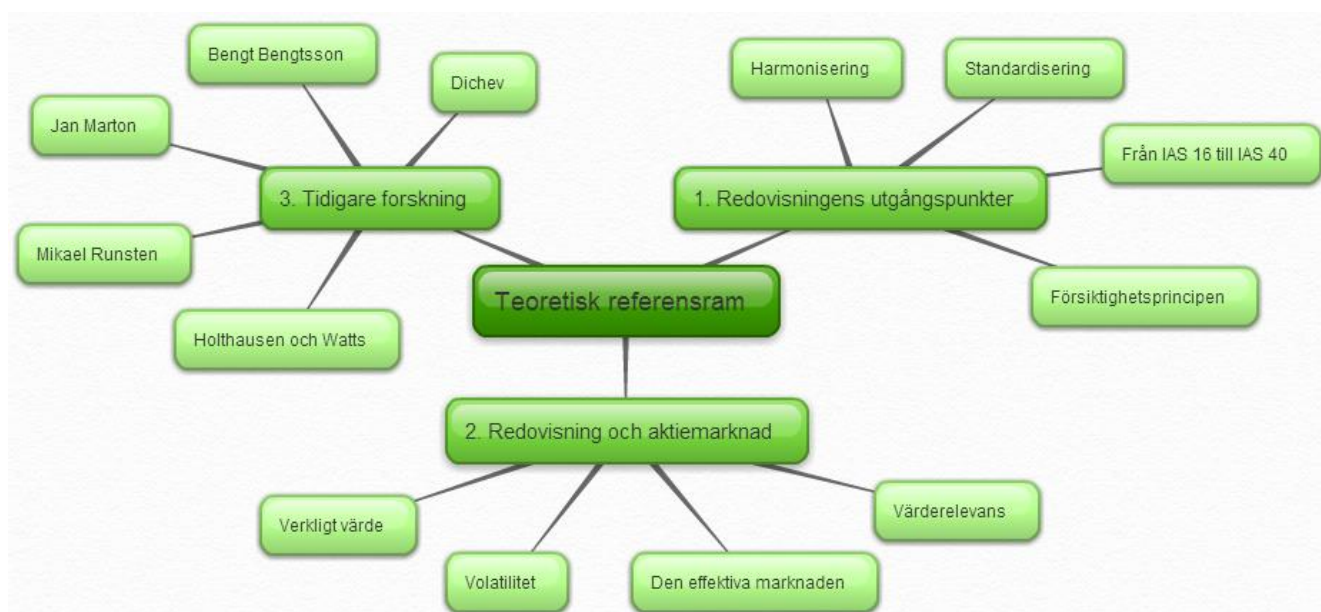 Bengt Bengtsson
Dichev
Jan Marton
3. Tidigare forskning
Mikael Runsten
Holthausen och Watts
Harmonisering
Standardisering
Från IAS 16 till IAS 40
1. Redovisningens utgångspunkter
Försiktighetsprincipen
Teoretisk referensram
2. Redovisning och aktiemarknad
Verkligt värde
Volatilitet
Den effektiva marknaden
Värderelevans